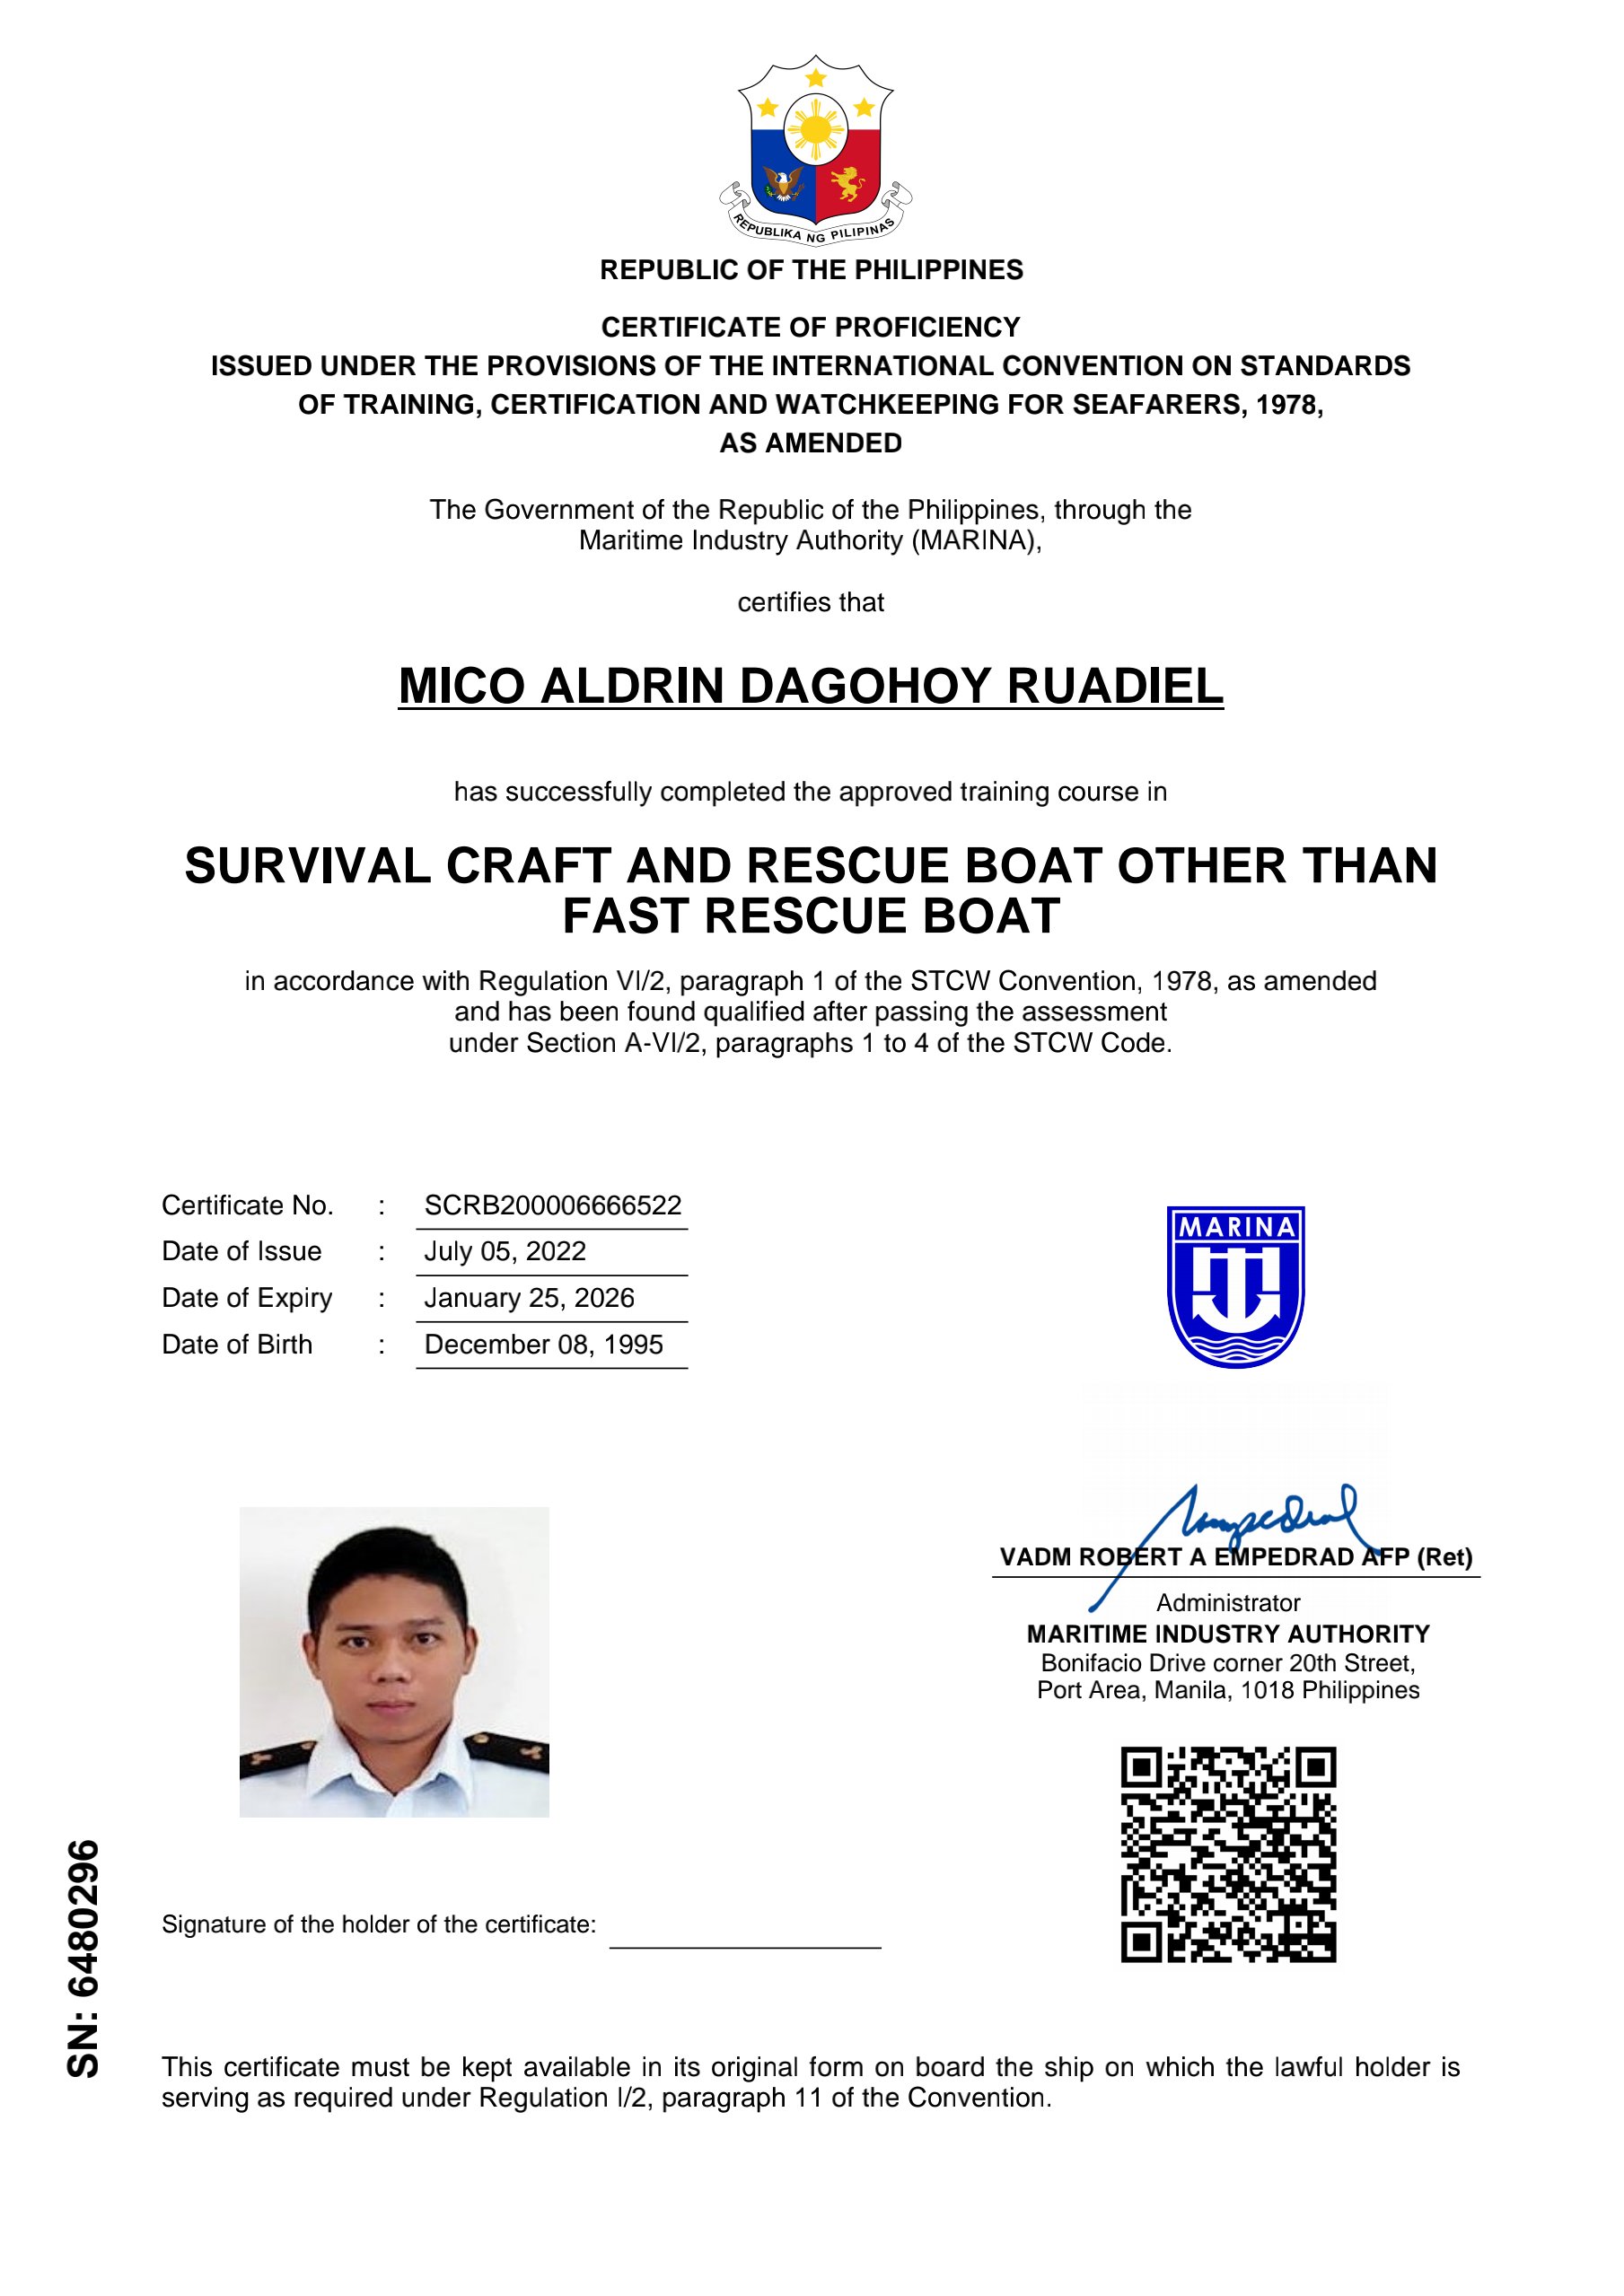 REPUBLIKA NG PILIPINAS
REPUBLIC OF THE PHILIPPINES
CERTIFICATE OF PROFICIENCY
ISSUED UNDER THE PROVISIONS OF THE INTERNATIONAL CONVENTION ON STANDARDS
OF TRAINING, CERTIFICATION AND WATCHKEEPING FOR SEAFARERS, 1978,
AS AMENDED
The Government of the Republic of the Philippines, through the
Maritime Industry Authority (MARINA),
certifies that
MICO ALDRIN DAGOHOY RUADIEL
has successfully completed the approved training course in
SURVIVAL CRAFT AND RESCUE BOAT OTHER THAN
FAST RESCUE BOAT
in accordance with Regulation VI/2, paragraph 1 of the STCW Convention, 1978, as amended
and has been found qualified after passing the assessment
under Section A-VI/2, paragraphs 1 to 4 of the STCW Code.
Certificate No. : SCRB200006666522
Date of Issue : July 05, 2022
Date of Expiry : January 25, 2026
Date of Birth : December 08, 1995
MARINA
VADM ROBERT A EMPEDRAD AFP (Ret)
Administrator
MARITIME INDUSTRY AUTHORITY
Bonifacio Drive corner 20th Street,
Port Area, Manila, 1018 Philippines
Signature of the holder of the certificate:
SN: 6480296
This certificate must be kept available in its original form on board the ship on which the lawful holder is
serving as required under Regulation I/2, paragraph 11 of the Convention.